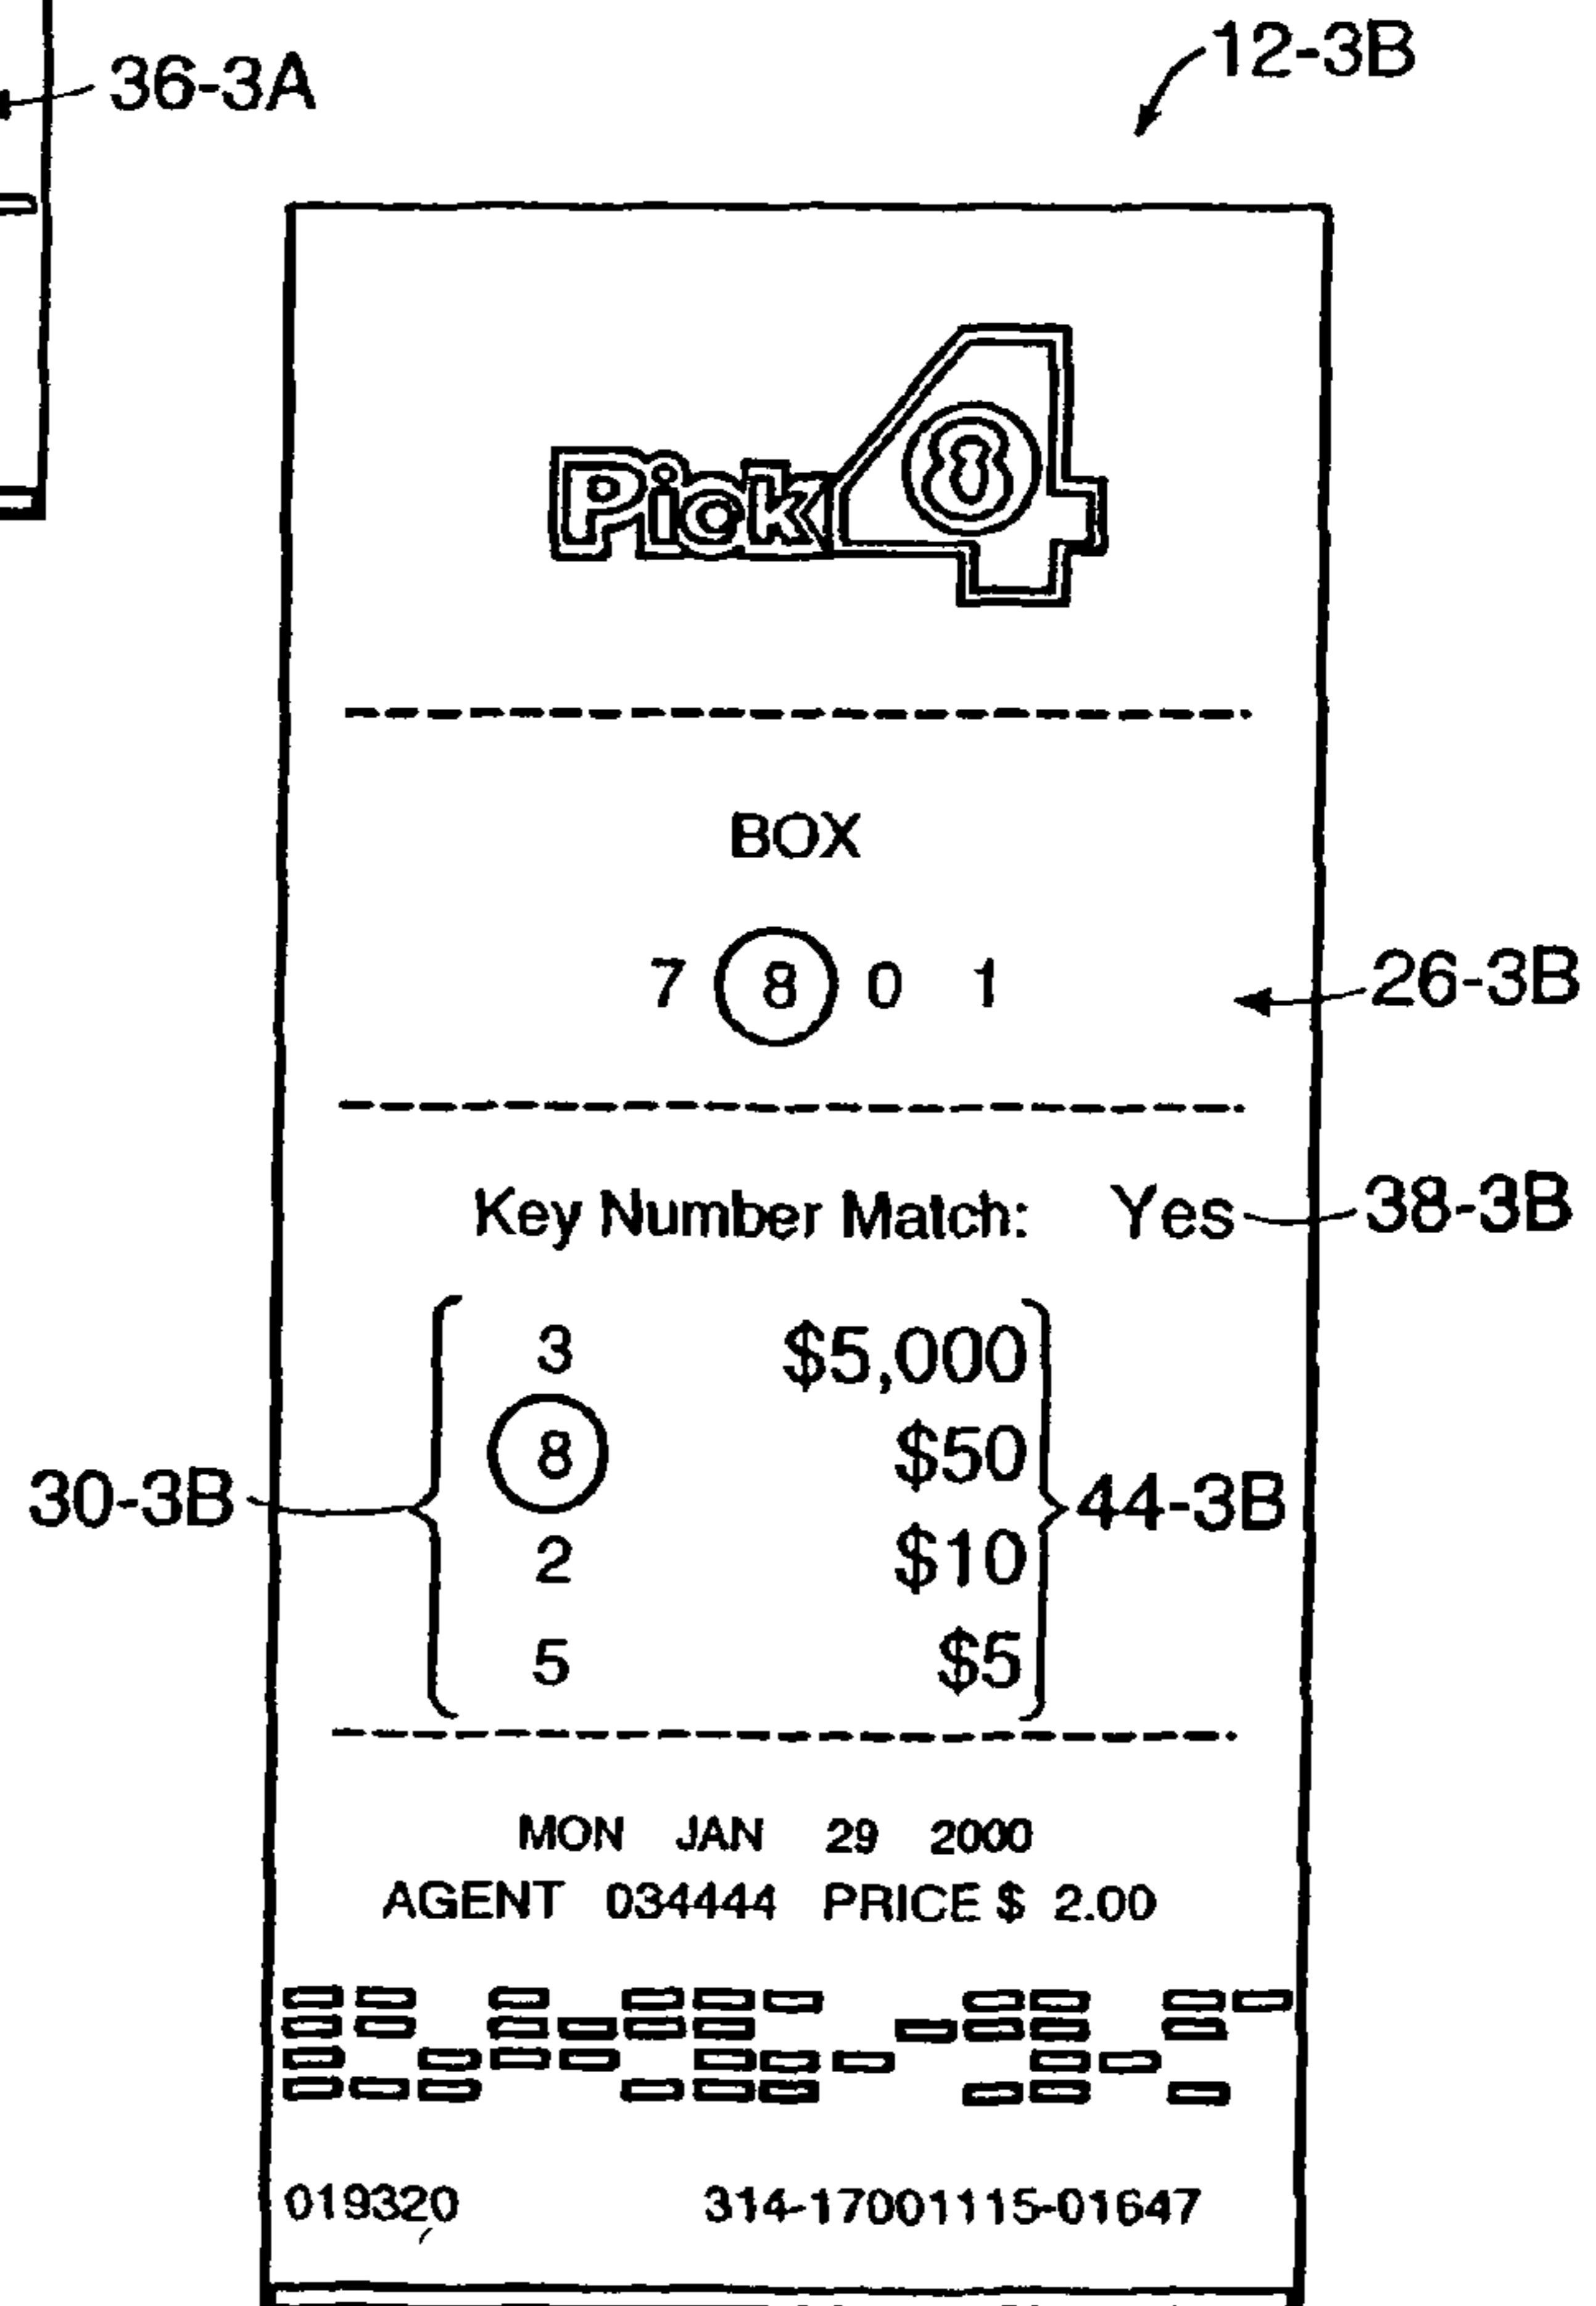 36-3A
12-3B
Pick 4
8
BOX
7 8 0 1
26-3B
Key Number Match: Yes
38-3B
3 $5,000
8 $50
30-3B
44-3B
2 $10
5 $5
MON JAN 29 2000
AGENT 034444 PRICE $ 2.00
019320 314-17001115-01647